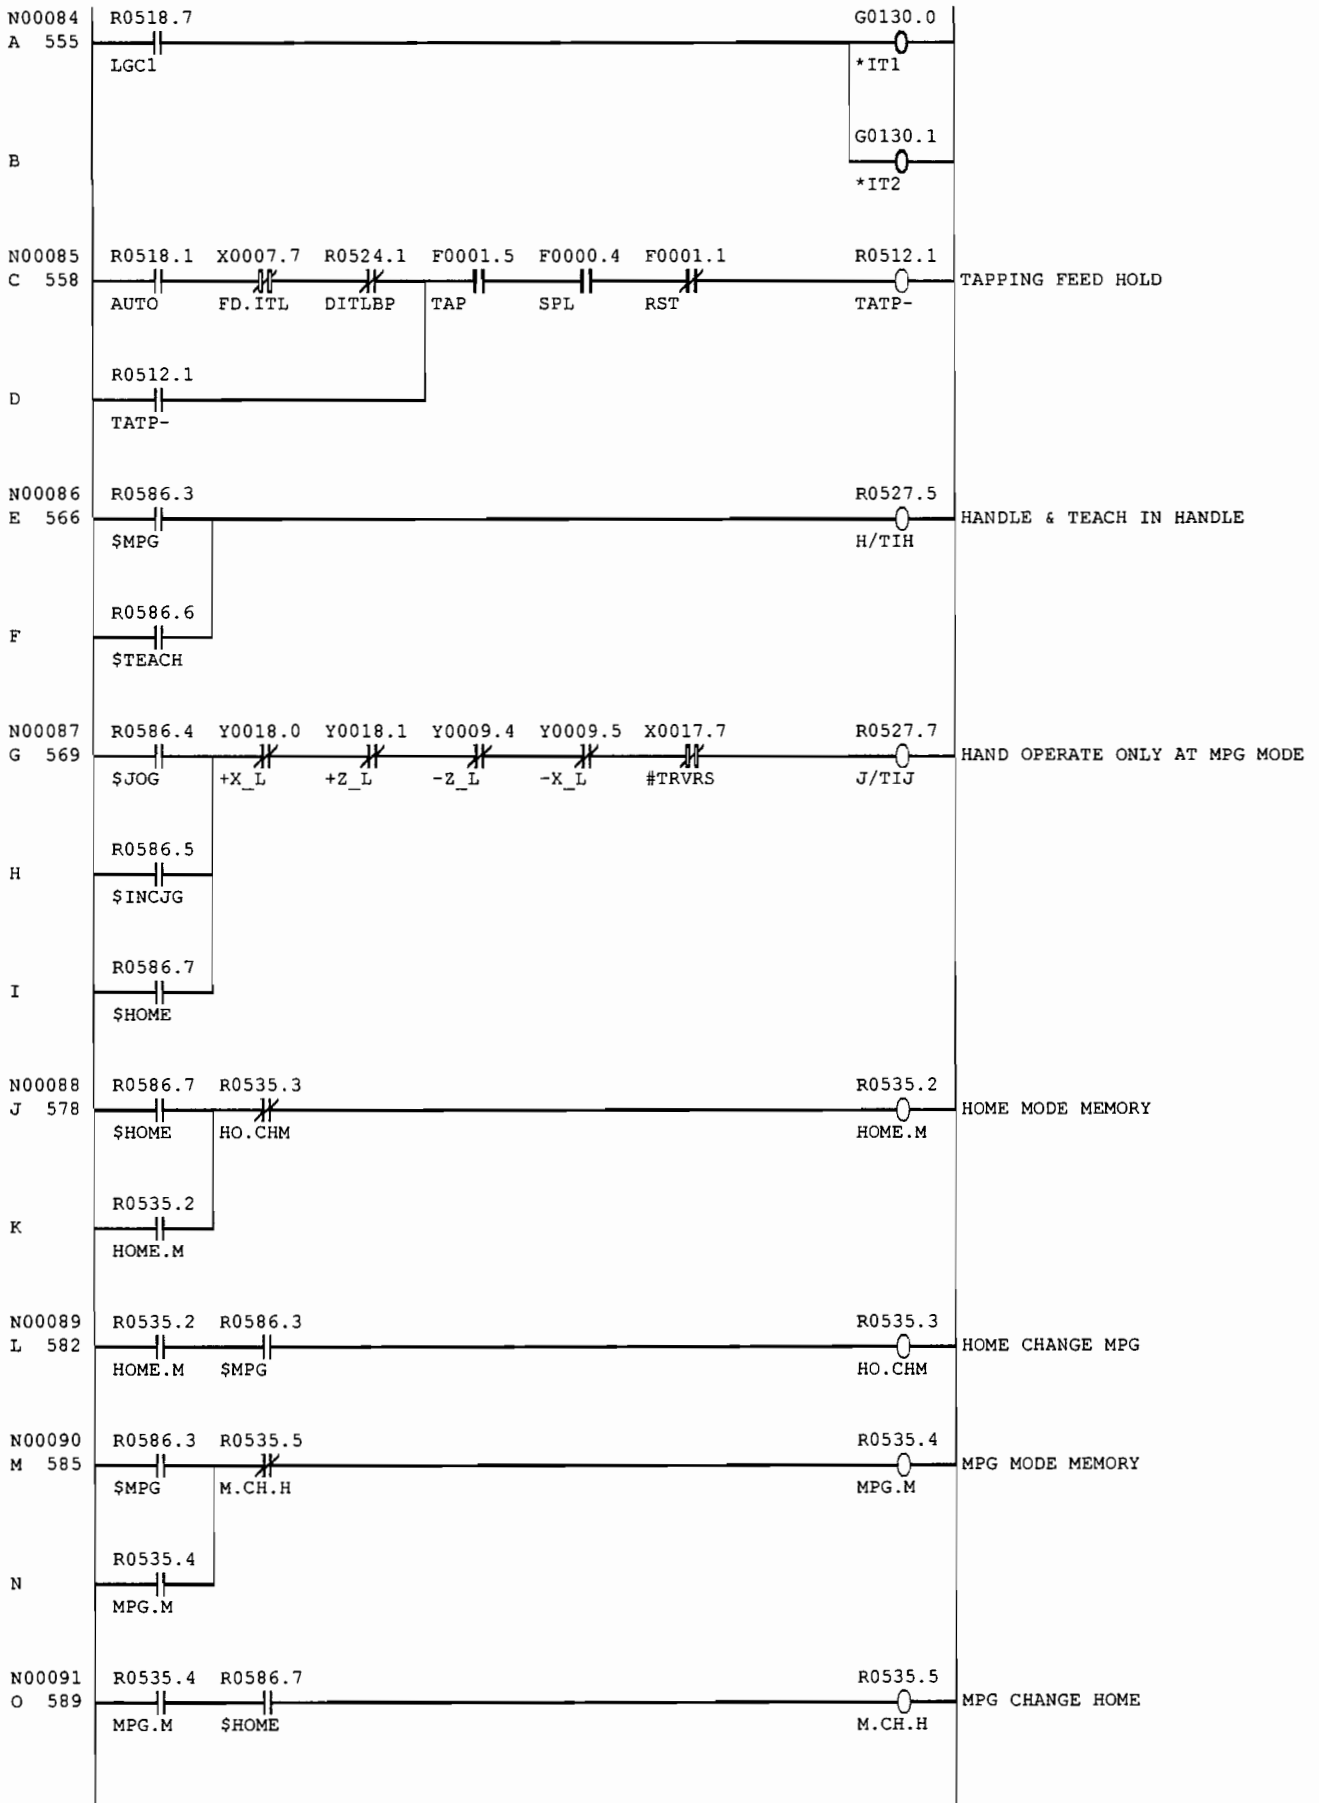 N00084 R0518.7 G0130.0
A 555
LGC1 *IT1
G0130.1
B
*IT2
N00085 R0518.1 X0007.7 R0524.1 F0001.5 F0000.4 F0001.1 R0512.1
C 558 TAPPING FEED HOLD
AUTO FD.ITL DITLBP TAP SPL RST TATP-
R0512.1
D
TATP-
N00086 R0586.3 R0527.5
E 566 HANDLE & TEACH IN HANDLE
$MPG H/TIH
R0586.6
F
$TEACH
N00087 R0586.4 Y0018.0 Y0018.1 Y0009.4 Y0009.5 X0017.7 R0527.7
G 569 HAND OPERATE ONLY AT MPG MODE
$JOG +X_L +Z_L -Z_L -X_L #TRVRS J/TIJ
R0586.5
H
$INCJG
R0586.7
I
$HOME
N00088 R0586.7 R0535.3 R0535.2
J 578 HOME MODE MEMORY
$HOME HO.CHM HOME.M
R0535.2
K
HOME.M
N00089 R0535.2 R0586.3 R0535.3
L 582 HOME CHANGE MPG
HOME.M $MPG HO.CHM
N00090 R0586.3 R0535.5 R0535.4
M 585 MPG MODE MEMORY
$MPG M.CH.H MPG.M
R0535.4
N
MPG.M
N00091 R0535.4 R0586.7 R0535.5
O 589 MPG CHANGE HOME
MPG.M $HOME M.CH.H